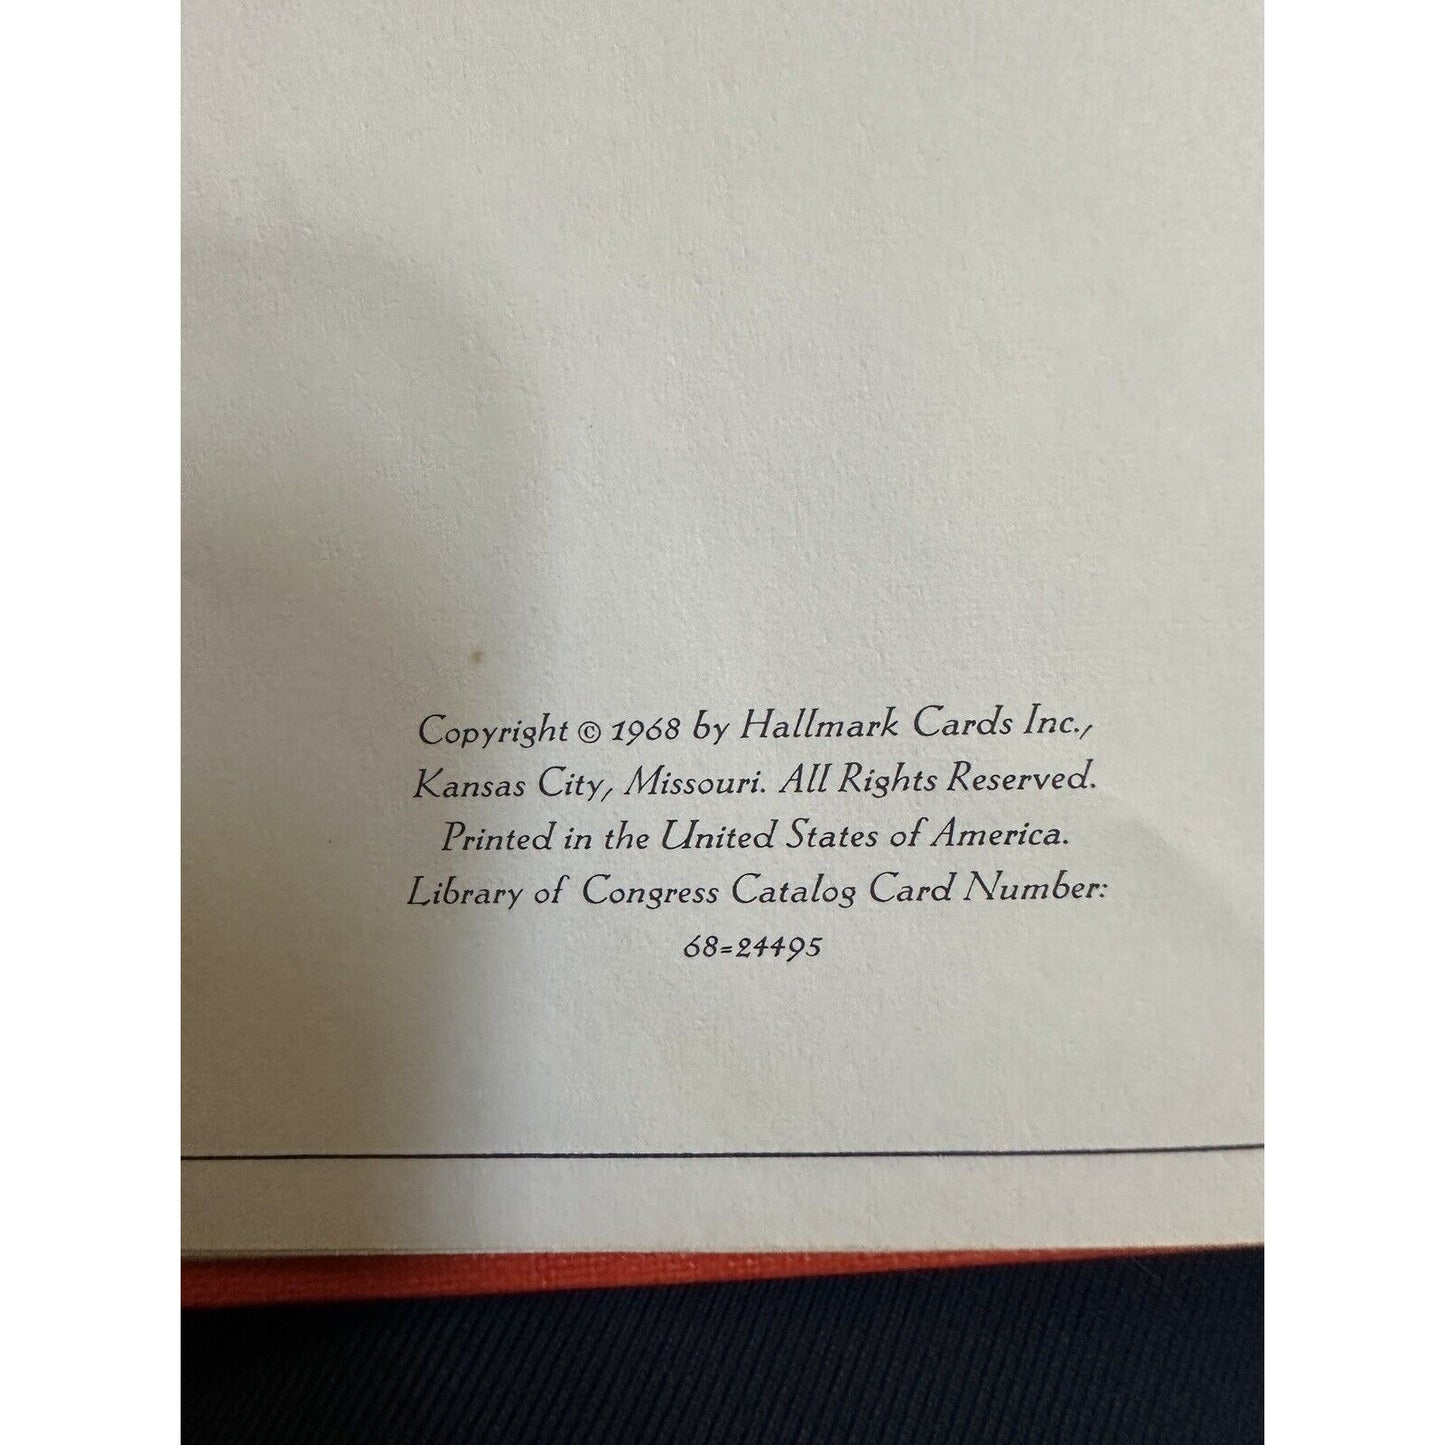 Copyright © 1968 by Hallmark Cards Inc.,
Kansas City, Missouri. All Rights Reserved.
Printed in the United States of America.
Library of Congress Catalog Card Number:
68=24495